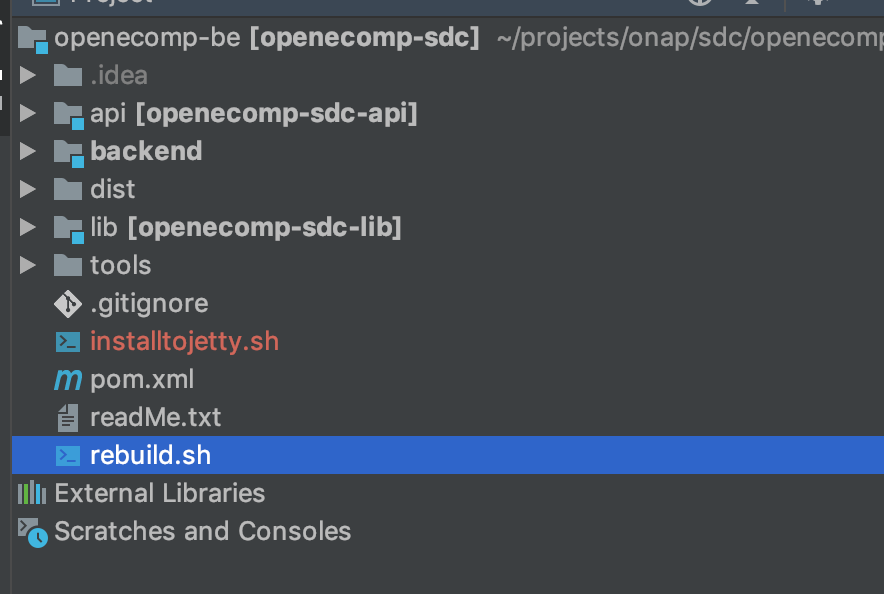 Project
openecomp-be [openecomp-sdc] ~/projects/onap/sdc/openecomp
.idea
api [openecomp-sdc-api]
backend
dist
lib [openecomp-sdc-lib]
tools
.gitignore
installtojetty.sh
pom.xml
readMe.txt
rebuild.sh
External Libraries
Scratches and Consoles